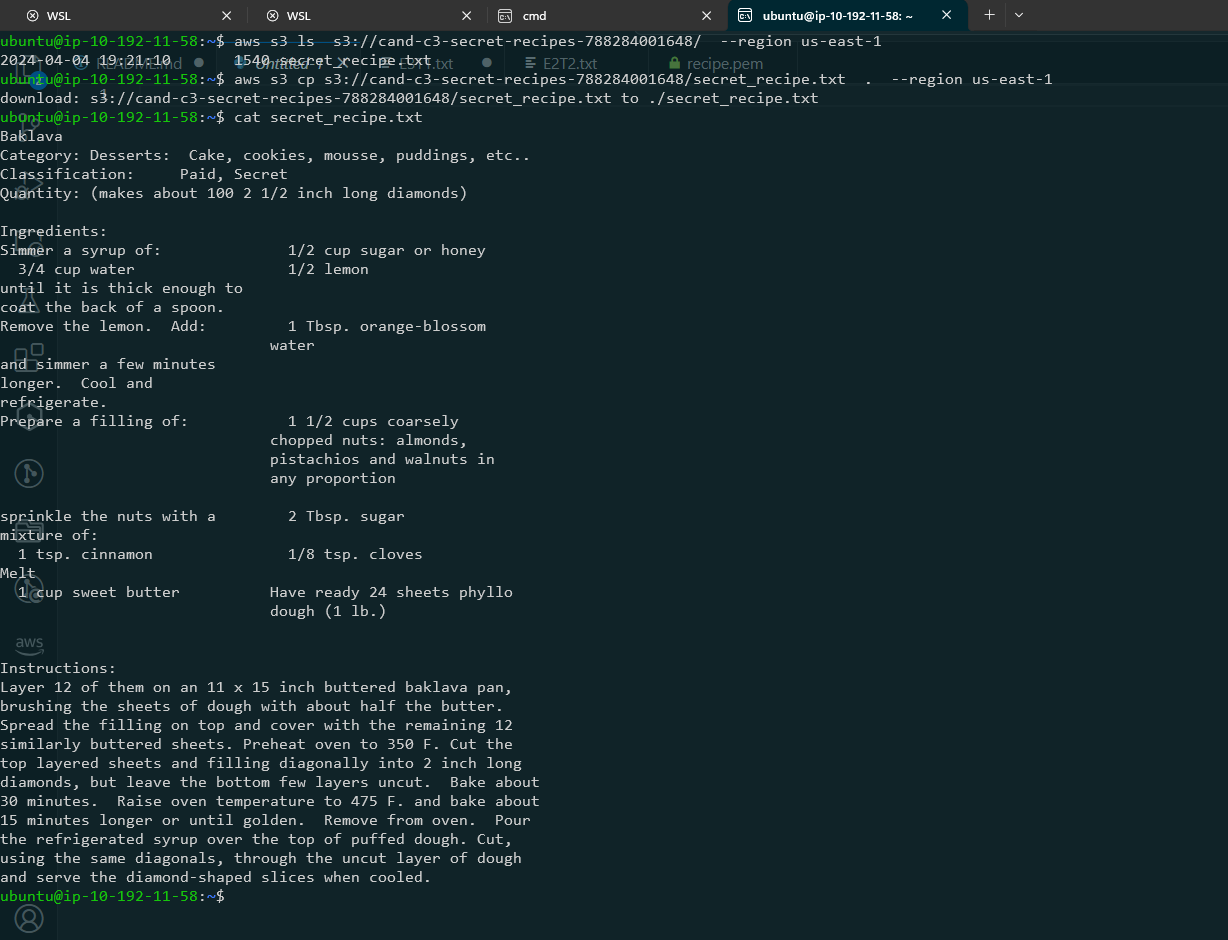 WSL WSL cmd ubuntu@ip-10-192-11-58: ~
ubuntu@ip-10-192-11-58:~$ aws s3 ls  s3://cand-c3-secret-recipes-788284001648/  --region us-east-1
2024-04-04 19:21:10       1540 secret_recipe.txt
README.md Untitled-1 E3T1.txt E2T2.txt recipe.pem
ubuntu@ip-10-192-11-58:~$ aws s3 cp s3://cand-c3-secret-recipes-788284001648/secret_recipe.txt  .  --region us-east-1
1
download: s3://cand-c3-secret-recipes-788284001648/secret_recipe.txt to ./secret_recipe.txt
ubuntu@ip-10-192-11-58:~$ cat secret_recipe.txt
Baklava
Category: Desserts:  Cake, cookies, mousse, puddings, etc..
Classification:     Paid, Secret
Quantity: (makes about 100 2 1/2 inch long diamonds)
Ingredients:
Simmer a syrup of:              1/2 cup sugar or honey
  3/4 cup water                 1/2 lemon
until it is thick enough to
coat the back of a spoon.
Remove the lemon.  Add:         1 Tbsp. orange-blossom
                              water
and simmer a few minutes
longer.  Cool and
refrigerate.
Prepare a filling of:           1 1/2 cups coarsely
                              chopped nuts: almonds,
                              pistachios and walnuts in
                              any proportion
sprinkle the nuts with a        2 Tbsp. sugar
mixture of:
  1 tsp. cinnamon               1/8 tsp. cloves
Melt
  1 cup sweet butter          Have ready 24 sheets phyllo
                              dough (1 lb.)
aws
Instructions:
Layer 12 of them on an 11 x 15 inch buttered baklava pan,
brushing the sheets of dough with about half the butter.
Spread the filling on top and cover with the remaining 12
similarly buttered sheets. Preheat oven to 350 F. Cut the
top layered sheets and filling diagonally into 2 inch long
diamonds, but leave the bottom few layers uncut.  Bake about
30 minutes.  Raise oven temperature to 475 F. and bake about
15 minutes longer or until golden.  Remove from oven.  Pour
the refrigerated syrup over the top of puffed dough. Cut,
using the same diagonals, through the uncut layer of dough
and serve the diamond-shaped slices when cooled.
ubuntu@ip-10-192-11-58:~$